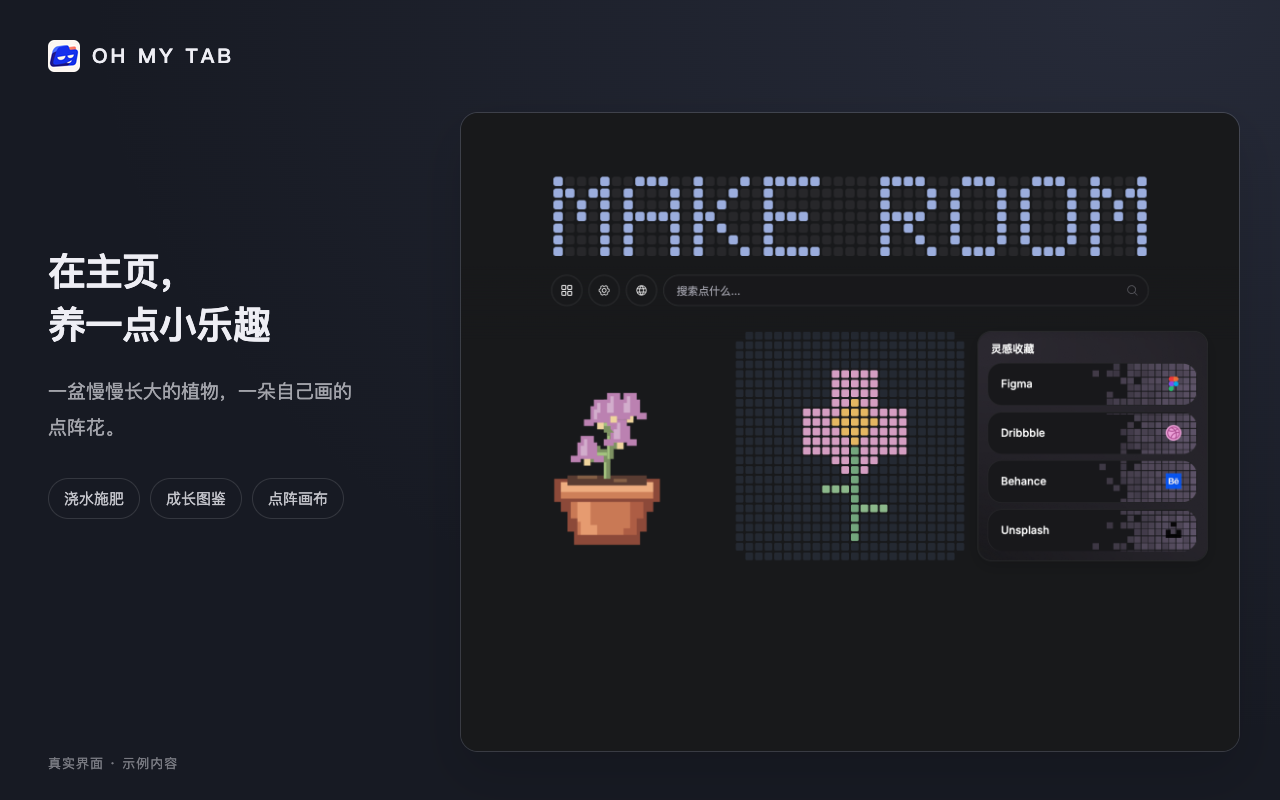 OH MY TAB
在主页，
养一点小乐趣
一盆慢慢长大的植物，一朵自己画的
点阵花。
浇水施肥
成长图鉴
点阵画布
真实界面 · 示例内容
MAKE ROOM
搜索点什么...
灵感收藏
Figma
Dribbble
Behance
Bē
Unsplash